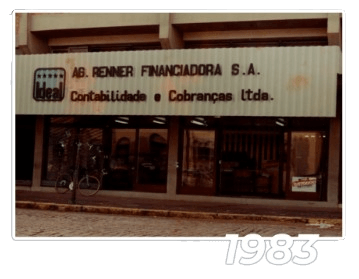 AG. RENNER FINANCIADORA S.A.
Ideal
Contabilidade e Cobranças ltda.
1983